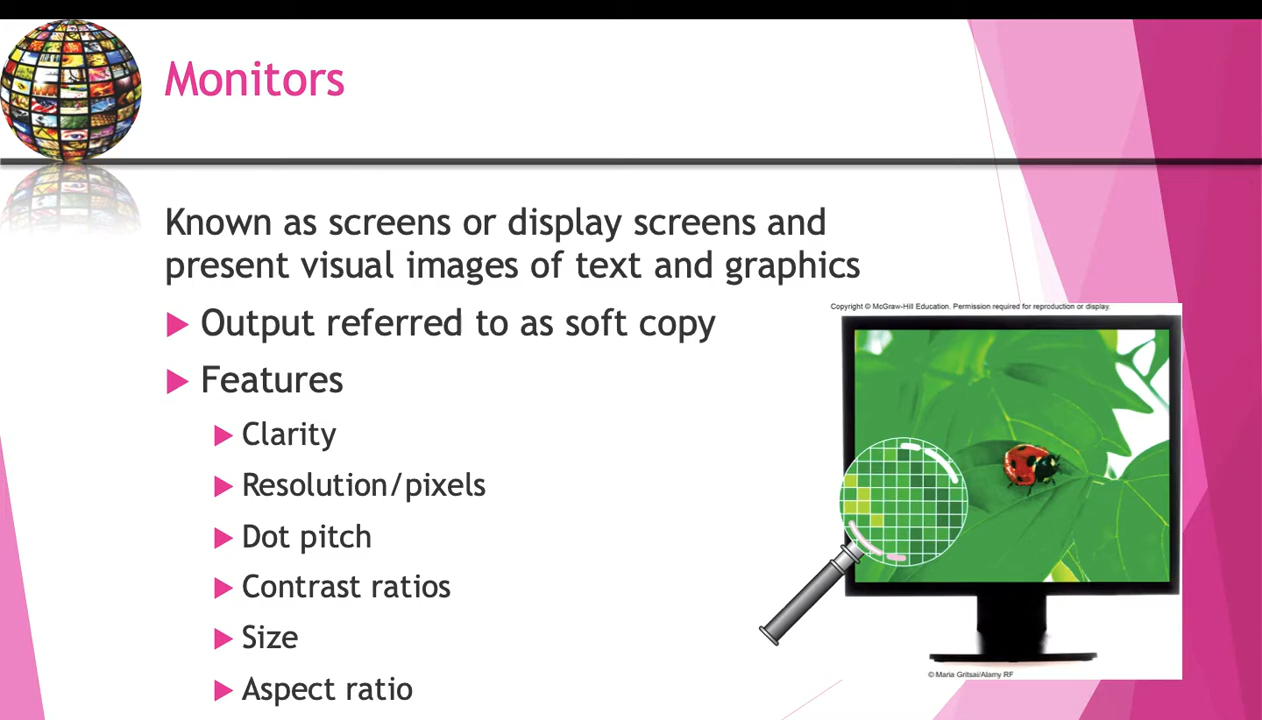 Monitors
Known as screens or display screens and
present visual images of text and graphics
Output referred to as soft copy
Features
Clarity
Resolution/pixels
Dot pitch
Contrast ratios
Size
Aspect ratio
Copyright © McGraw-Hill Education. Permission required for reproduction or display.
© Maria Gritsai/Alamy RF